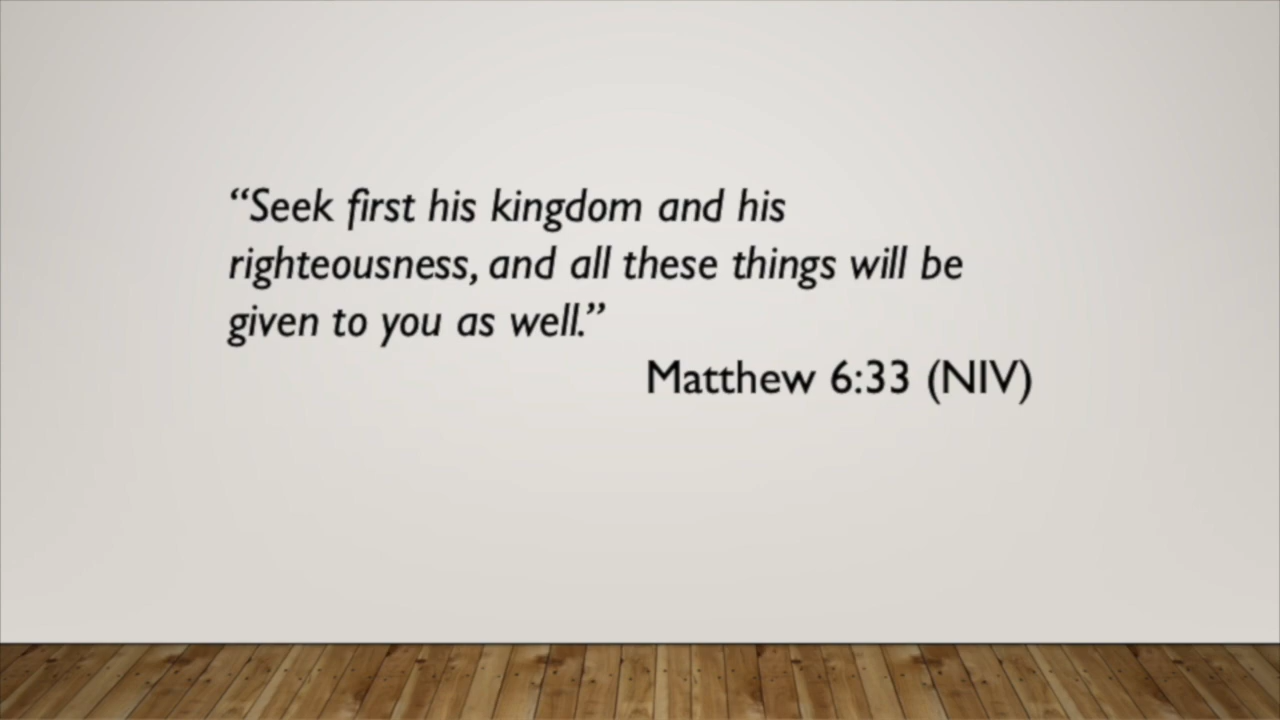 “Seek first his kingdom and his
righteousness, and all these things will be
given to you as well.”
Matthew 6:33 (NIV)